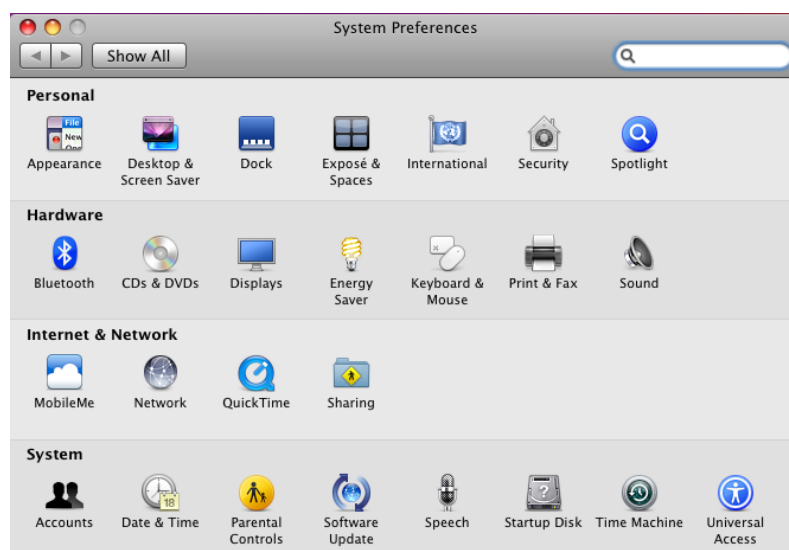 System Preferences
Show All
Personal
File
New
One
Appearance
Desktop &
Screen Saver
Dock
Exposé &
Spaces
International
Security
Spotlight
Hardware
Bluetooth
CDs & DVDs
Displays
Energy
Saver
Keyboard &
Mouse
Print & Fax
Sound
Internet & Network
MobileMe
Network
QuickTime
Sharing
System
18
?
Accounts
Date & Time
Parental
Controls
Software
Update
Speech
Startup Disk
Time Machine
Universal
Access